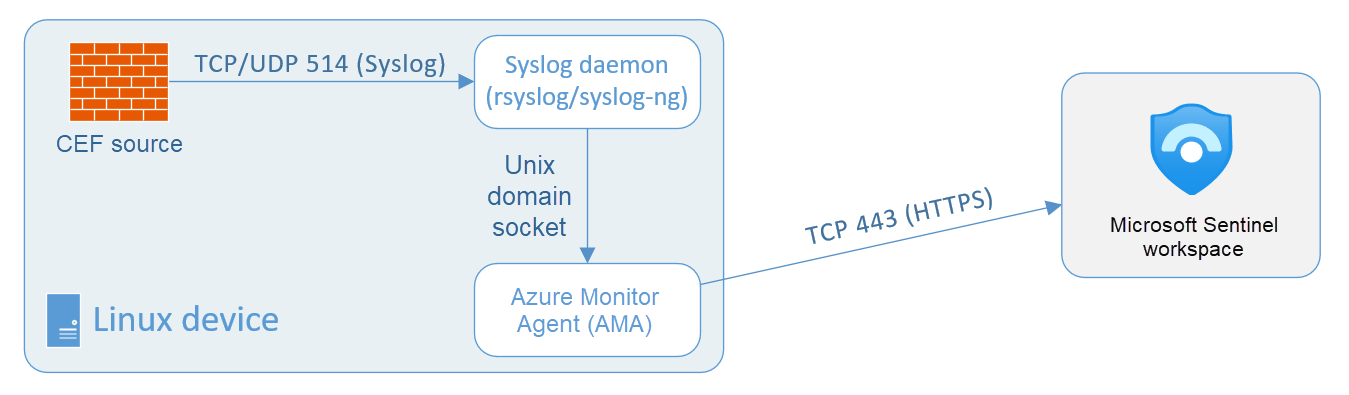 TCP/UDP 514 (Syslog)
Syslog daemon
(rsyslog/syslog-ng)
CEF source
Unix
domain
socket
TCP 443 (HTTPS)
Microsoft Sentinel
workspace
Azure Monitor
Agent (AMA)
Linux device